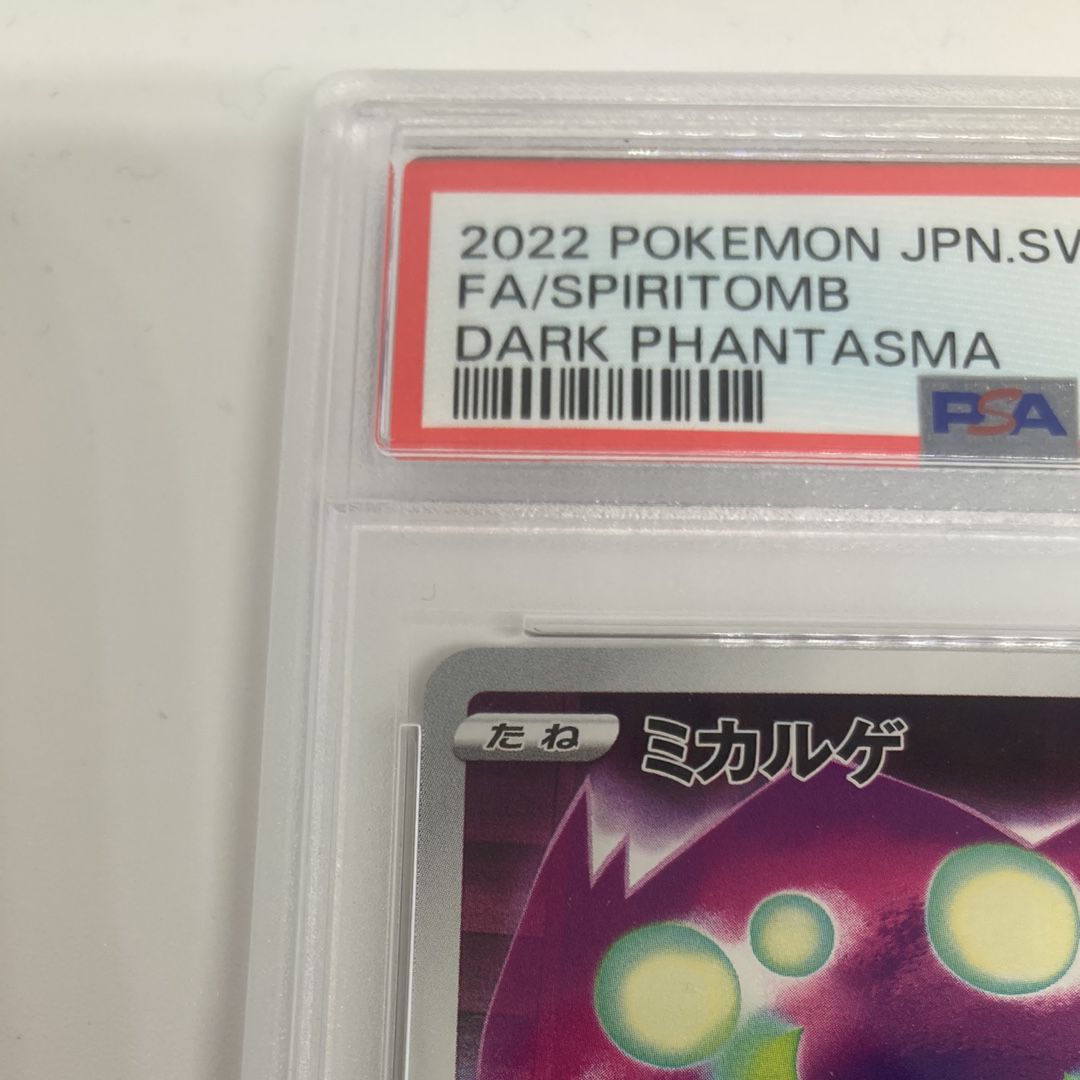 2022 POKEMON JPN.SW
FA/SPIRITOMB
DARK PHANTASMA
PSA
たね ミカルゲ